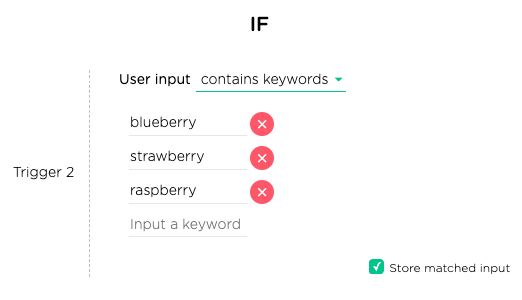 IF
User input contains keywords
blueberry
strawberry
Trigger 2
raspberry
Input a keyword
Store matched input